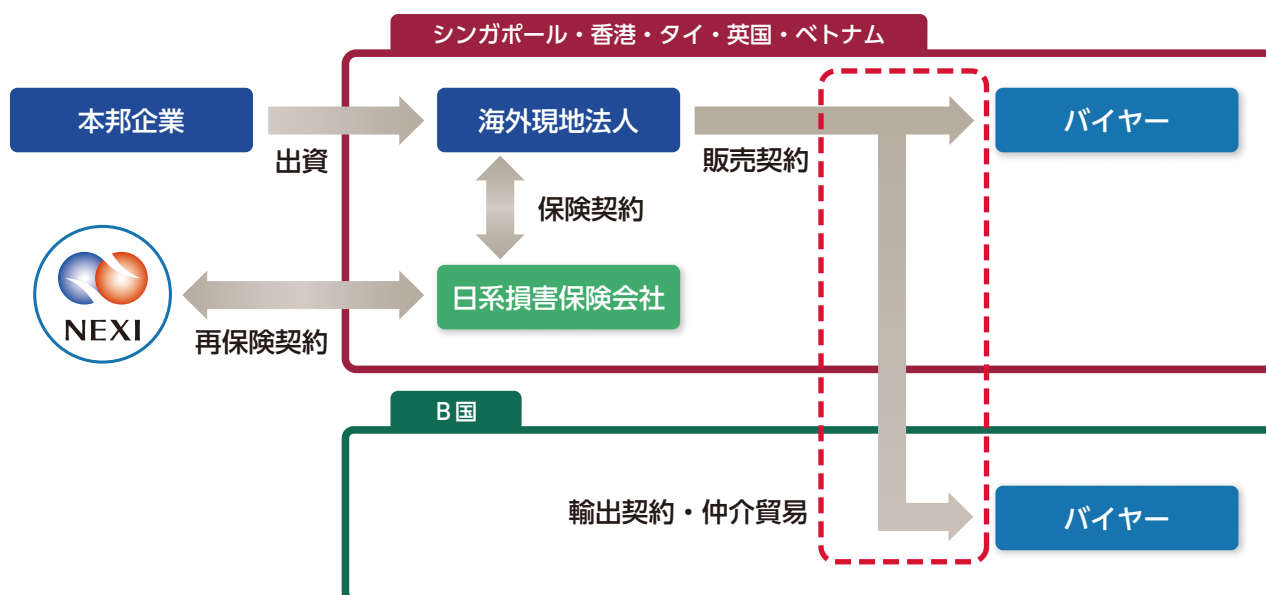 シンガポール・香港・タイ・英国・ベトナム
本邦企業
出資
海外現地法人
販売契約
バイヤー
保険契約
NEXI
再保険契約
日系損害保険会社
B国
輸出契約・仲介貿易
バイヤー